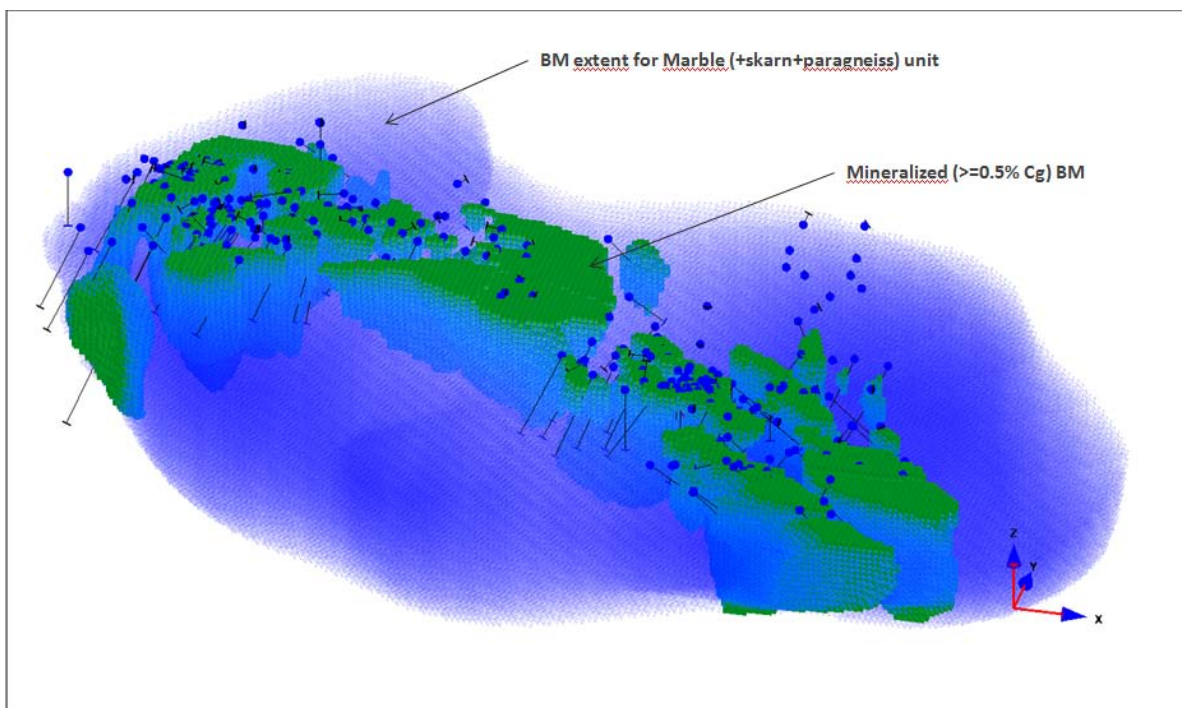 BM extent for Marble (+skarn+paragneiss) unit
Mineralized (>=0.5% Cg) BM
Z
Y
X